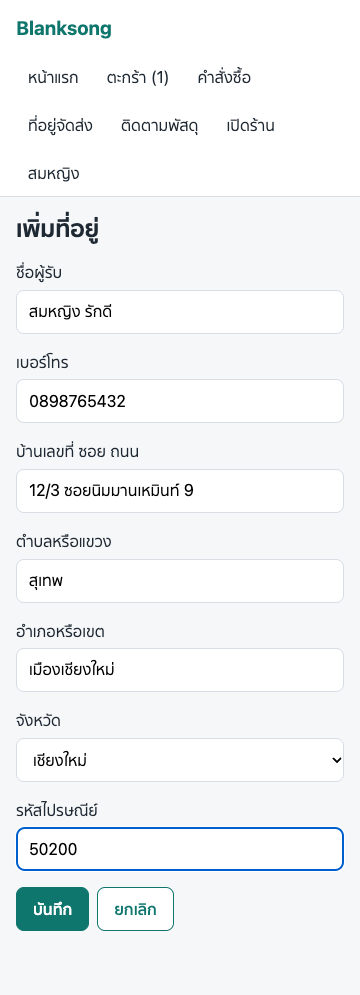 Blanksong
หน้าแรก ตะกร้า (1) คำสั่งซื้อ
ที่อยู่จัดส่ง ติดตามพัสดุ เปิดร้าน
สมหญิง
เพิ่มที่อยู่
ชื่อผู้รับ
สมหญิง รักดี
เบอร์โทร
0898765432
บ้านเลขที่ ซอย ถนน
12/3 ซอยนิมมานเหมินท์ 9
ตำบลหรือแขวง
สุเทพ
อำเภอหรือเขต
เมืองเชียงใหม่
จังหวัด
เชียงใหม่
รหัสไปรษณีย์
50200
บันทึก ยกเลิก